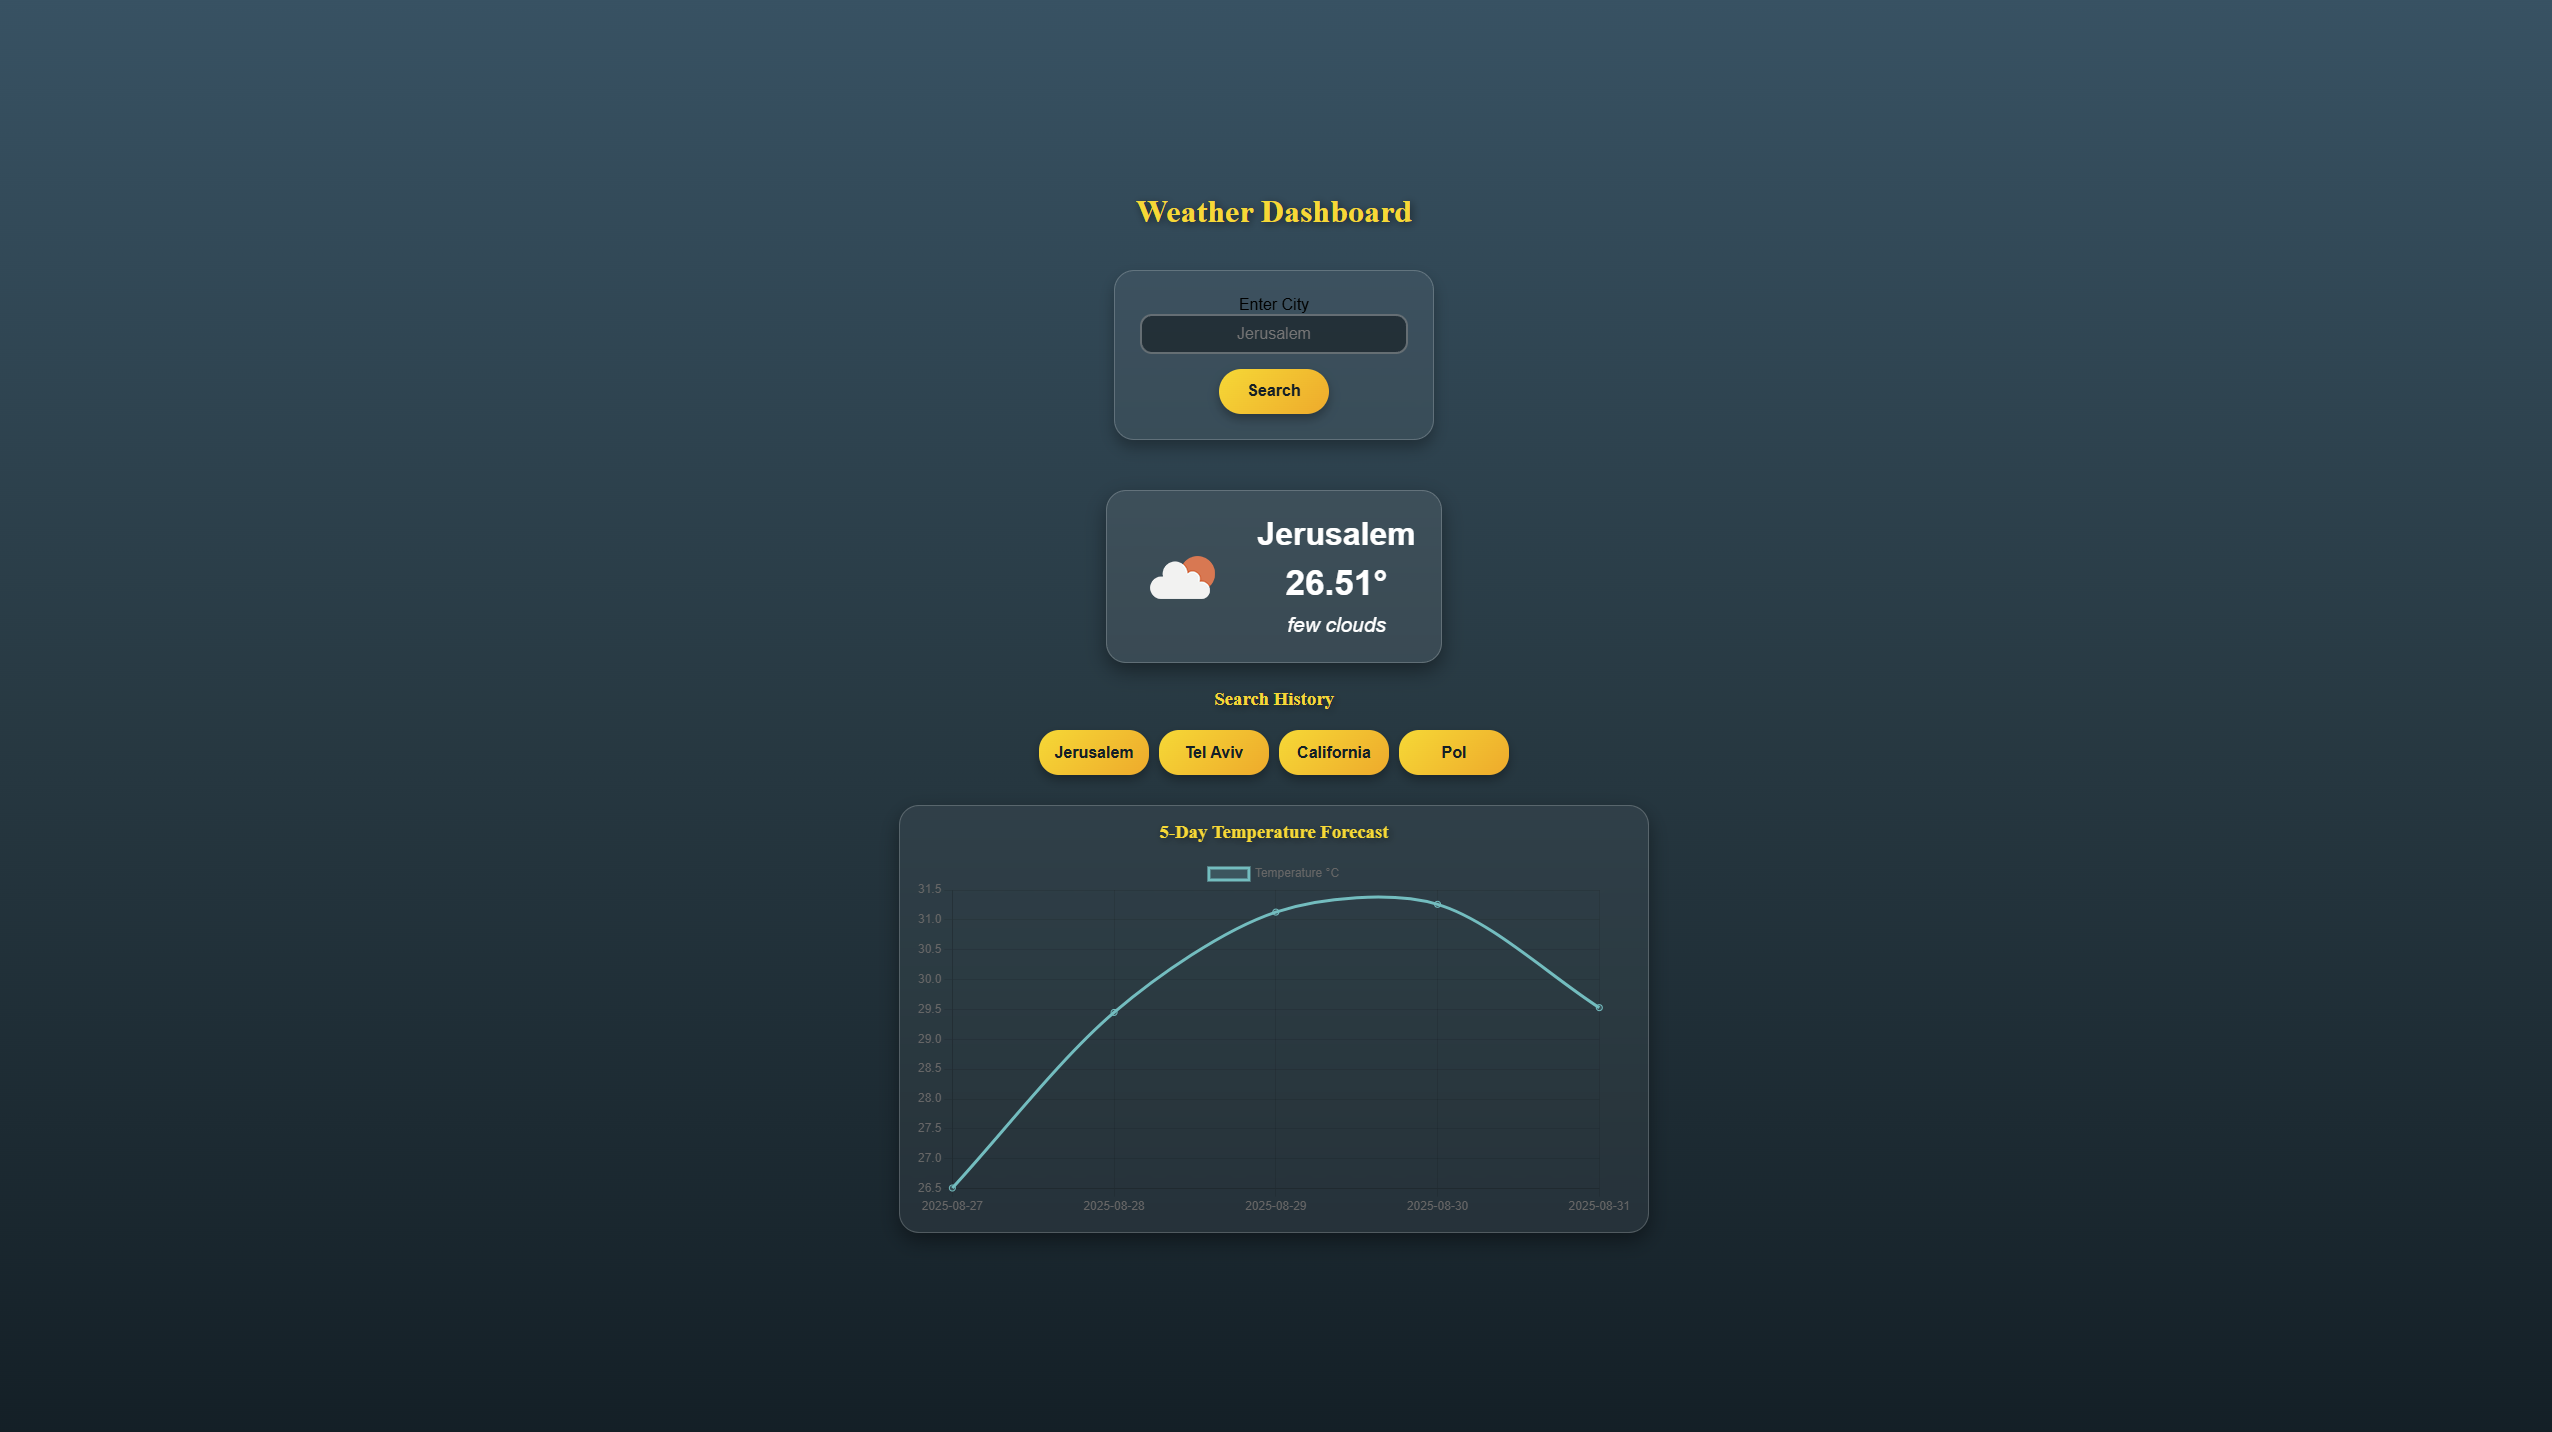 Weather Dashboard
Enter City
Jerusalem
Search
Jerusalem
26.51°
few clouds
Search History
Jerusalem Tel Aviv California Pol
5-Day Temperature Forecast
Temperature °C
31.5
31.0
30.5
30.0
29.5
29.0
28.5
28.0
27.5
27.0
26.5
2025-08-27 2025-08-28 2025-08-29 2025-08-30 2025-08-31